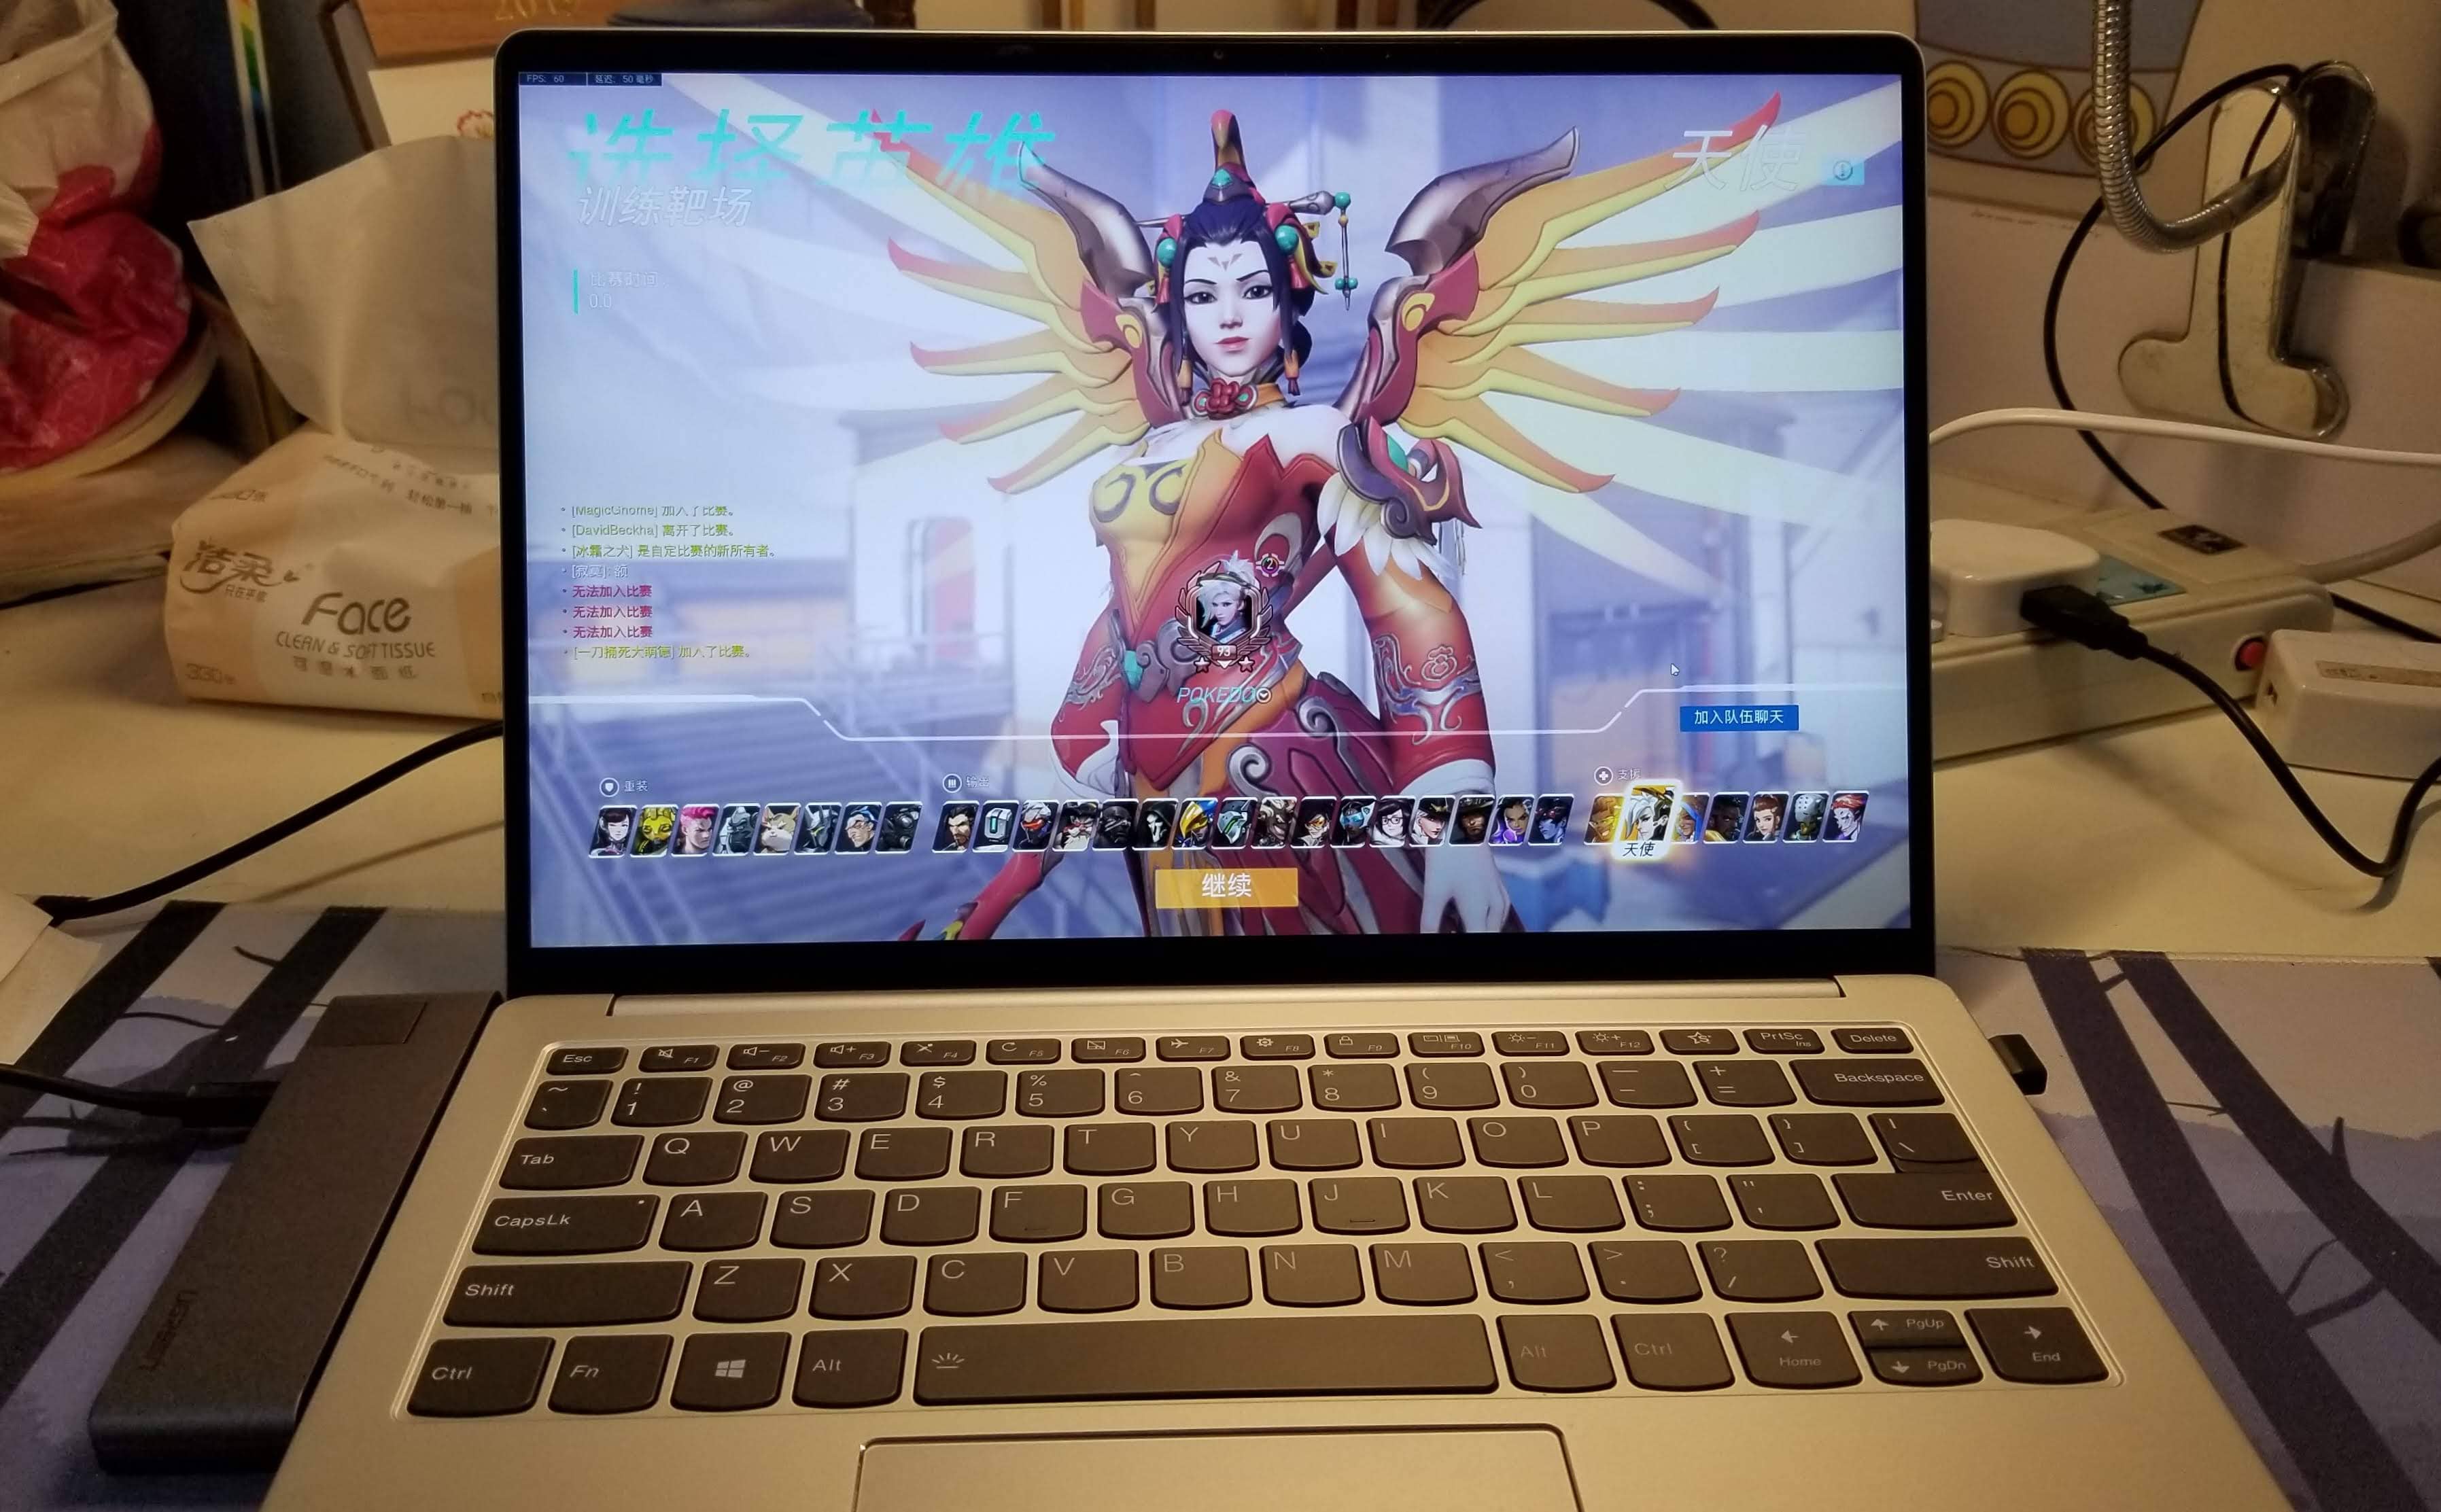 FPS: 60 延迟: 50 毫秒
选择英雄
训练靶场
天使
比赛时间
0.0
[MagicGnome] 加入了比赛。
[DavidBeckha] 离开了比赛。
[冰霜之犬] 是自定比赛的新所有者。
[寂寞]: 额
无法加入比赛
无法加入比赛
无法加入比赛
[一刀捅死大萌德] 加入了比赛。
93
POKEBO
加入队伍聊天
重装
输出
支援
天使
继续
洁柔
Face
CLEAN & SOFT TISSUE
Esc F1 F2 F3 F4 F5 F6 F7 F8 F9 F10 F11 F12 PrtSc Ins Delete
~ ` ! 1 @ 2 # 3 $ 4 % 5 ^ 6 & 7 * 8 ( 9 ) 0 — - + = Backspace
Tab Q W E R T Y U I O P { [ } ] | \
CapsLk A S D F G H J K L : ; " ' Enter
Shift Z X C V B N M < , > . ? / Shift
Ctrl Fn Alt Alt Ctrl Home PgUp PgDn End
UGREEN